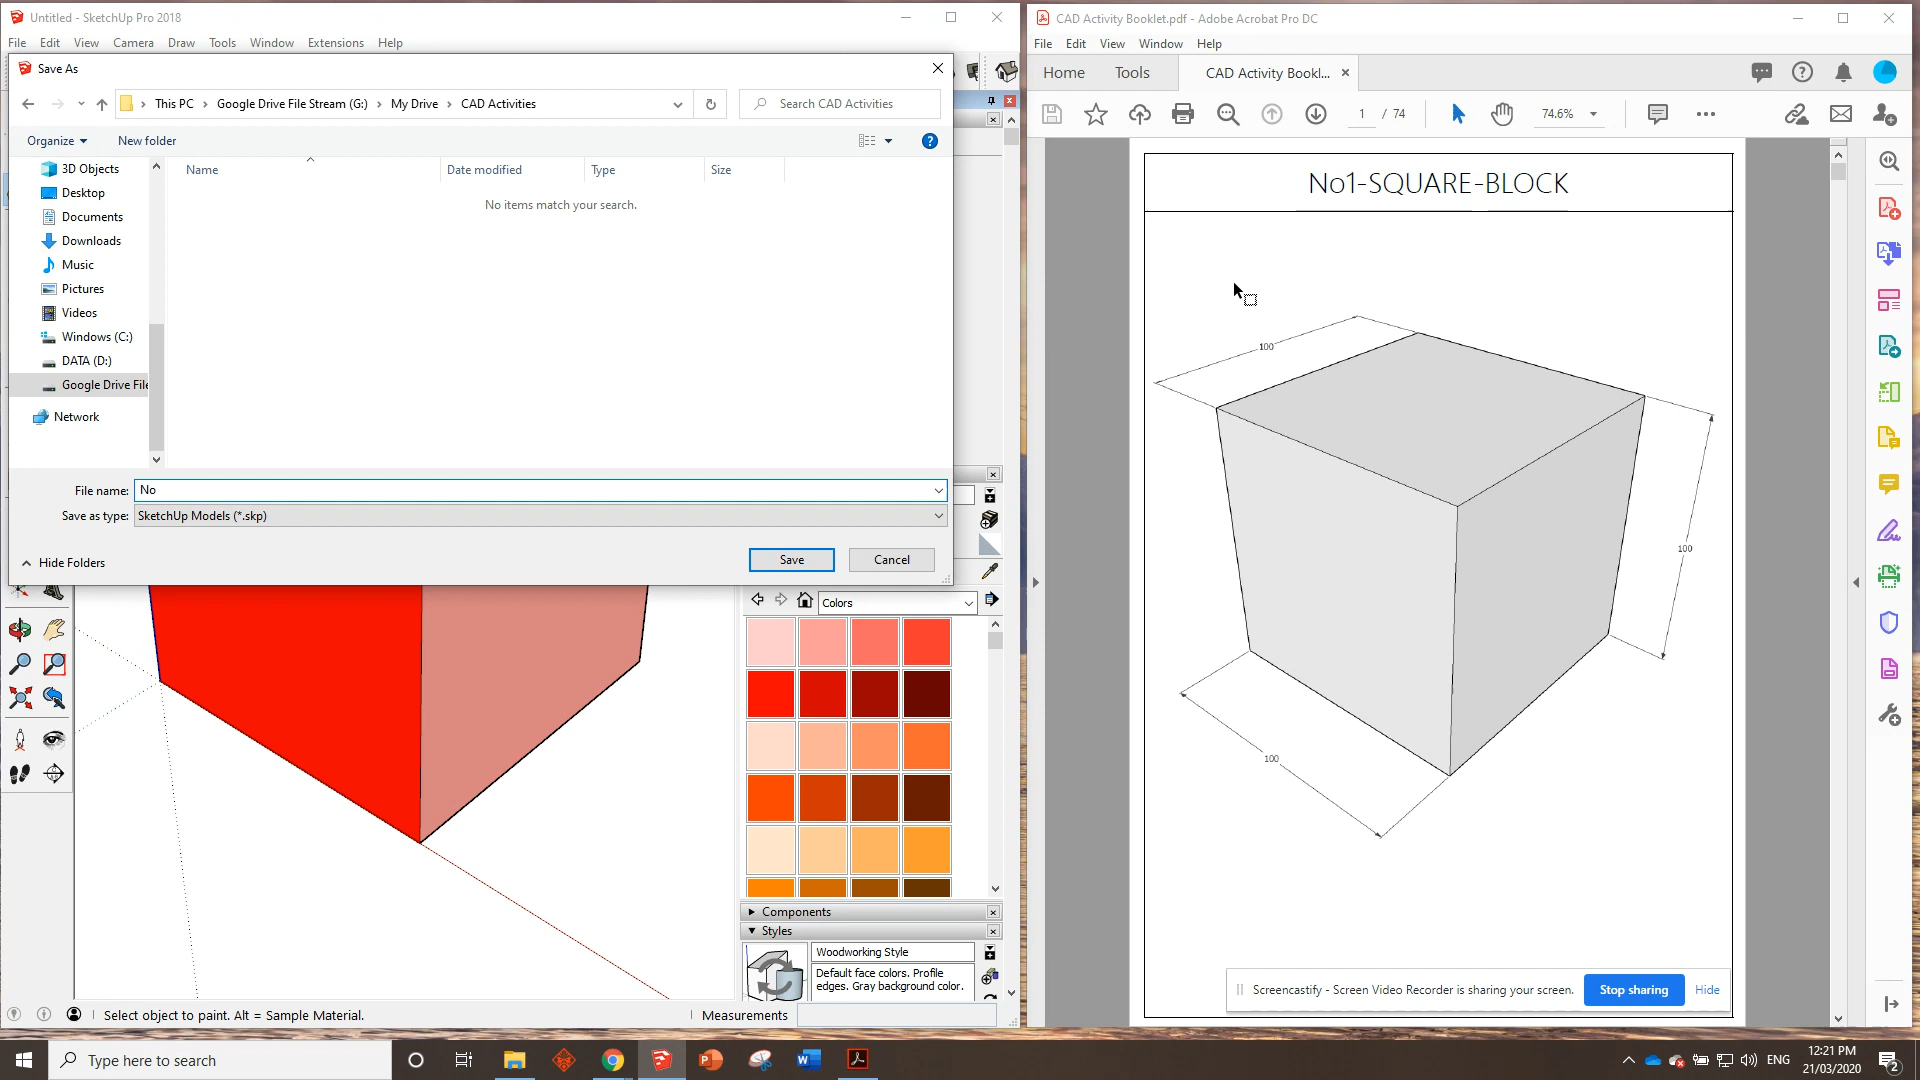 Untitled - SketchUp Pro 2018
File Edit View Camera Draw Tools Window Extensions Help
Save As
This PC > Google Drive File Stream (G:) > My Drive > CAD Activities
Search CAD Activities
Organize
New folder
Name
Date modified
Type
Size
No items match your search.
3D Objects
Desktop
Documents
Downloads
Music
Pictures
Videos
Windows (C:)
DATA (D:)
Google Drive File
Network
File name: No
Save as type: SketchUp Models (*.skp)
Hide Folders
Save
Cancel
Colors
Components
Styles
Woodworking Style
Default face colors. Profile
edges. Gray background color.
Select object to paint. Alt = Sample Material.
Measurements
CAD Activity Booklet.pdf - Adobe Acrobat Pro DC
File Edit View Window Help
Home
Tools
CAD Activity Bookl...
1 / 74
74.6%
No1-SQUARE-BLOCK
100
100
100
Screencastify - Screen Video Recorder is sharing your screen.
Stop sharing
Hide
Type here to search
ENG
12:21 PM
21/03/2020
2